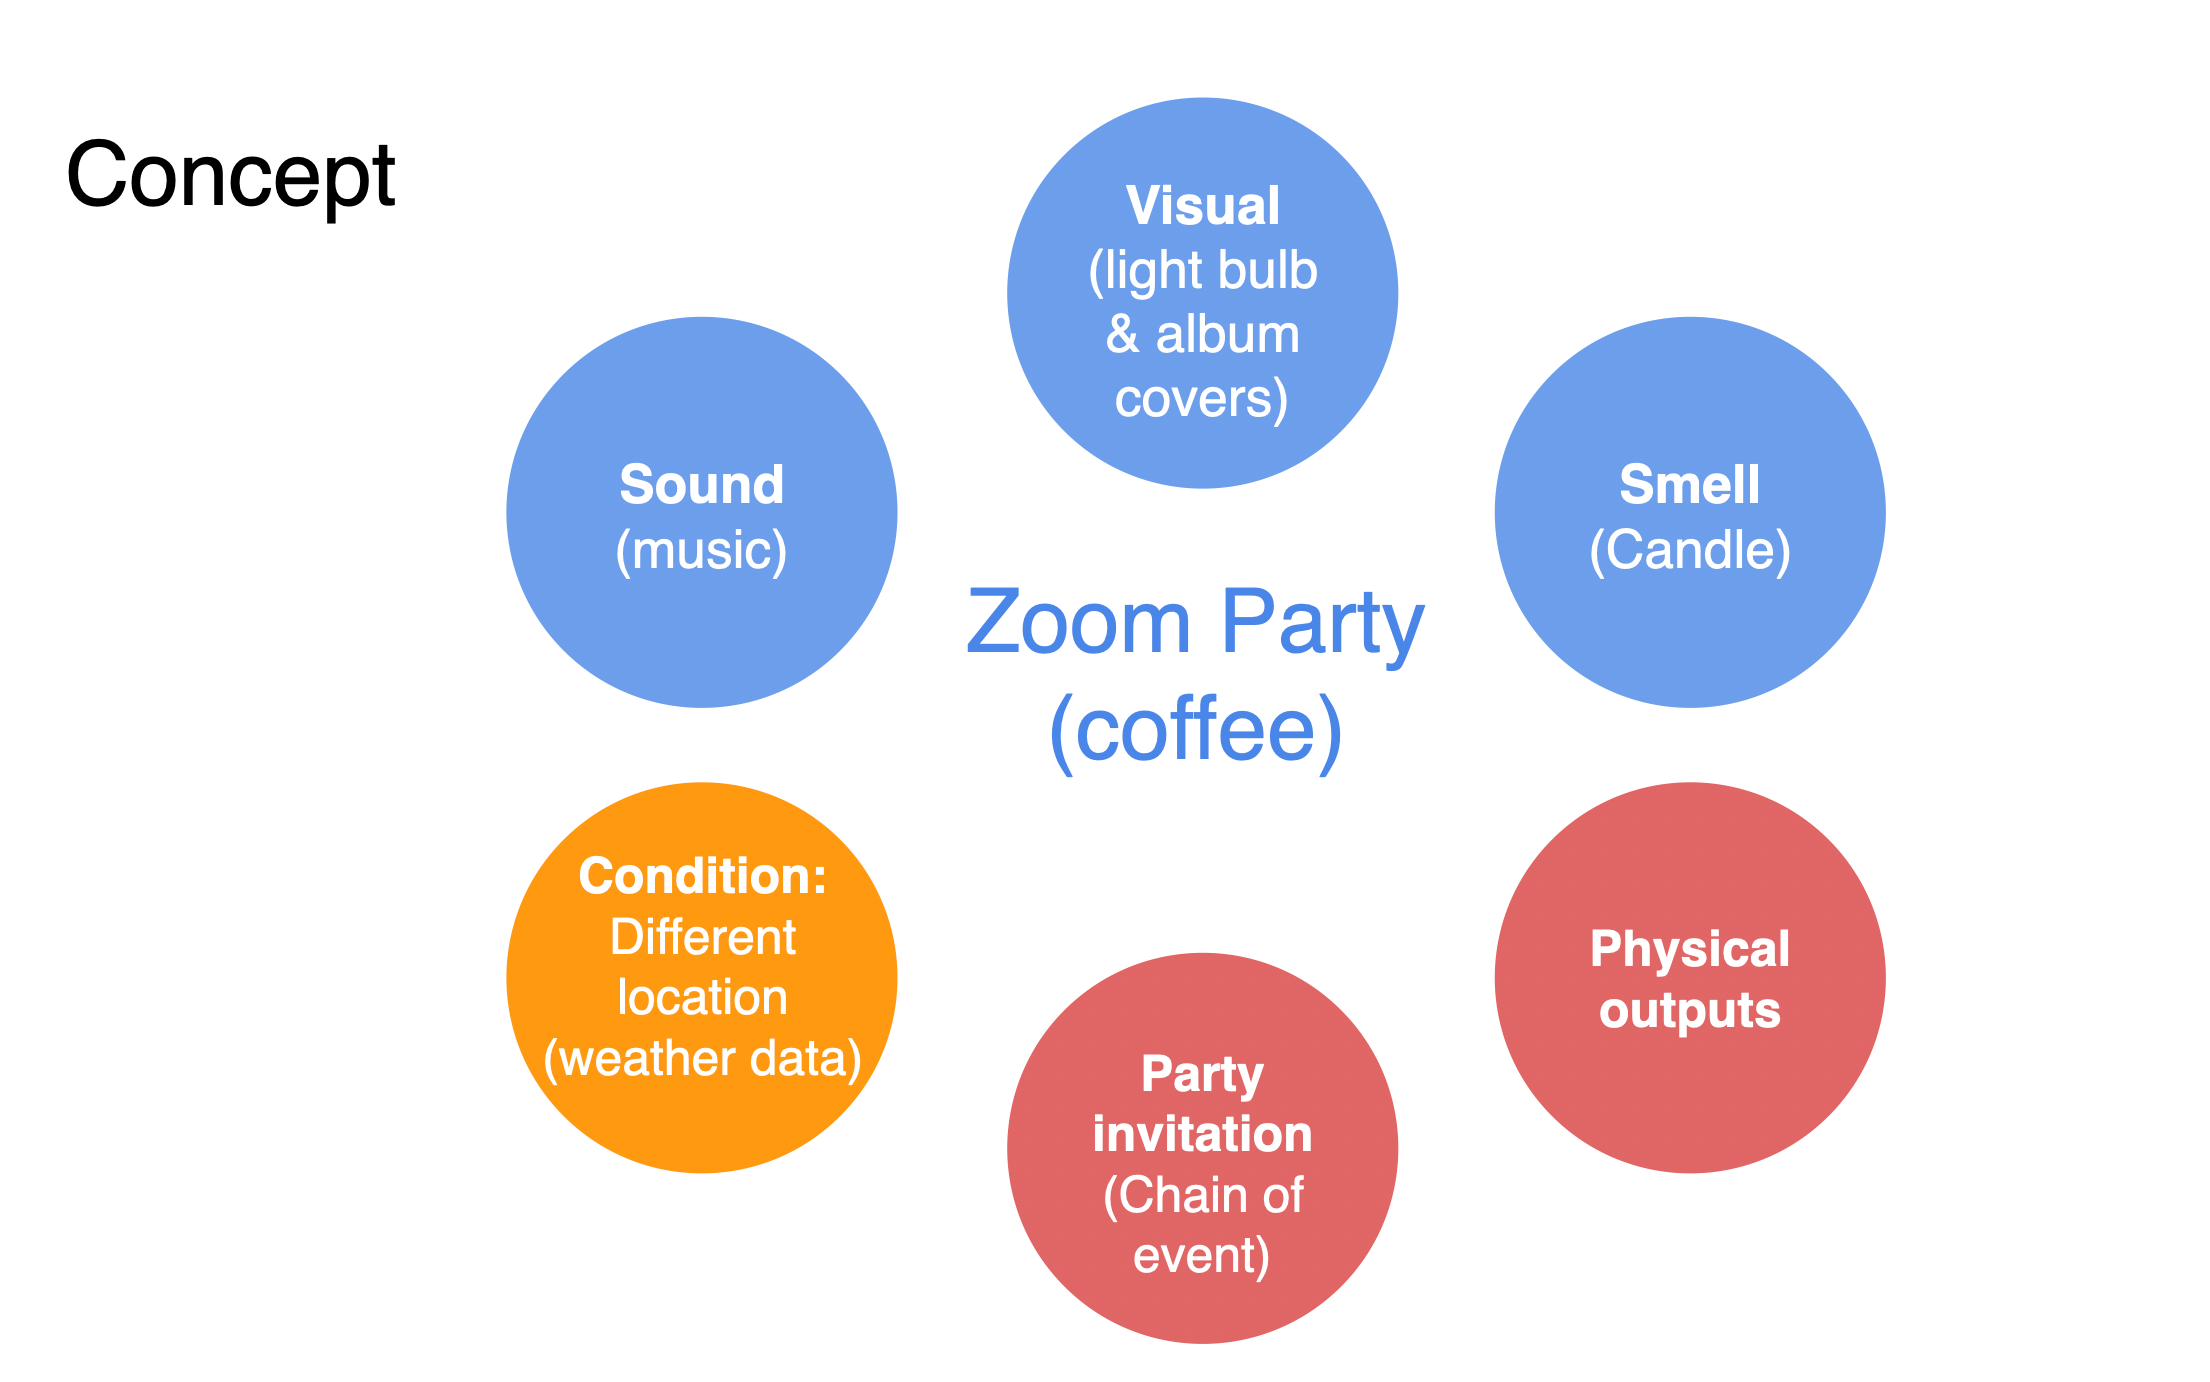 Concept
Visual
(light bulb
& album
covers)
Sound
(music)
Smell
(Candle)
Zoom Party
(coffee)
Condition:
Different
location
(weather data)
Party
invitation
(Chain of
event)
Physical
outputs